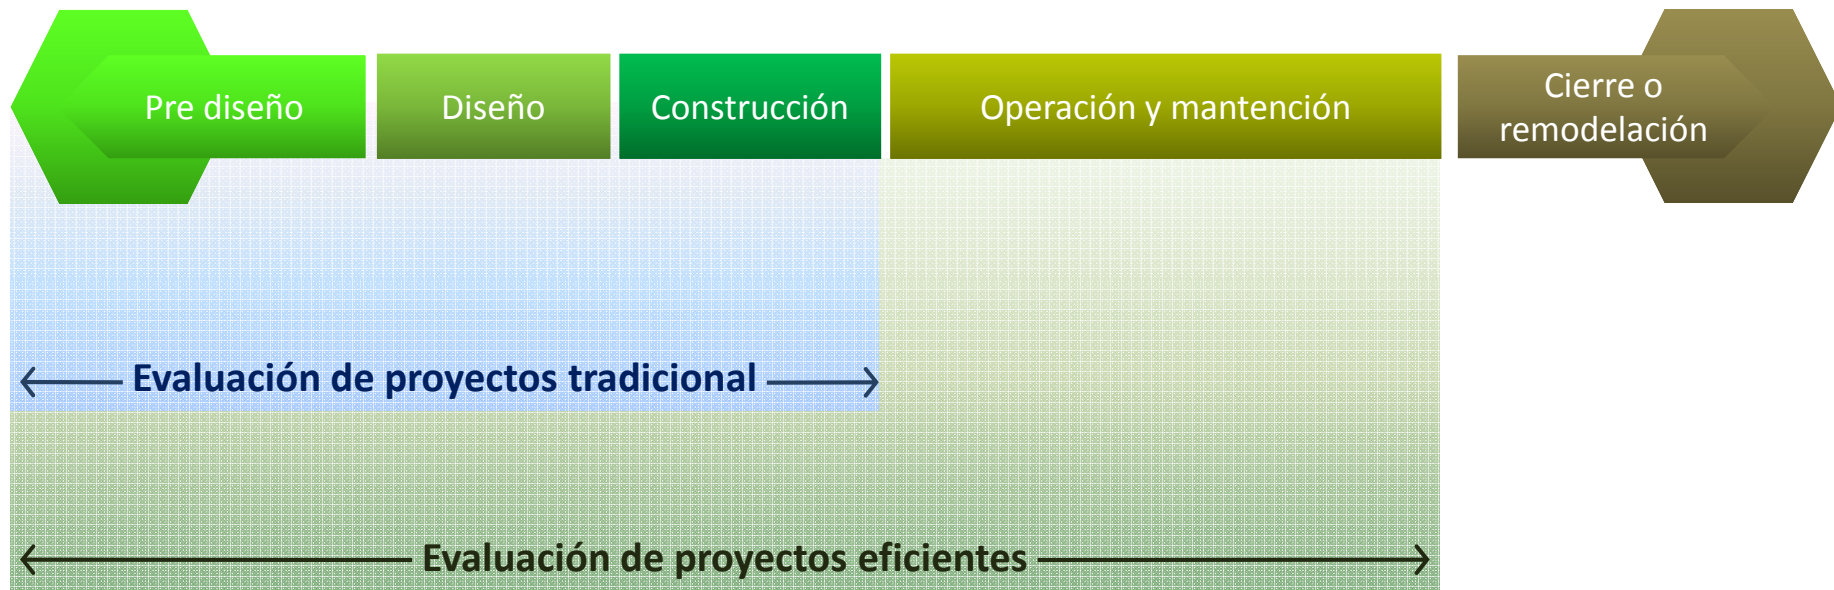 Pre diseño
Diseño
Construcción
Operación y mantención
Cierre o
remodelación
Evaluación de proyectos tradicional
Evaluación de proyectos eficientes